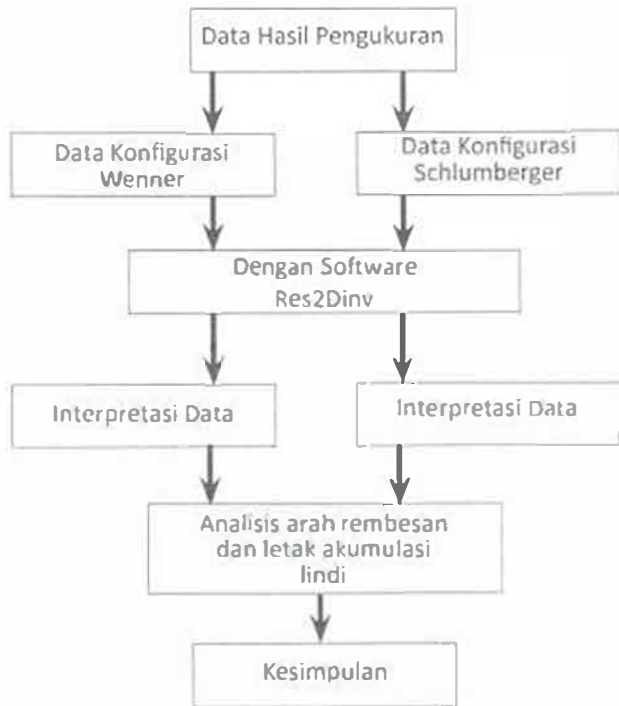 Data Hasil Pengukuran
Data Konfigurasi
Wenner
Data Konfigurasi
Schlumberger
Dengan Software
Res2Dinv
Interpretasi Data
Interpretasi Data
Analisis arah rembesan
dan letak akumulasi
lindi
Kesimpulan